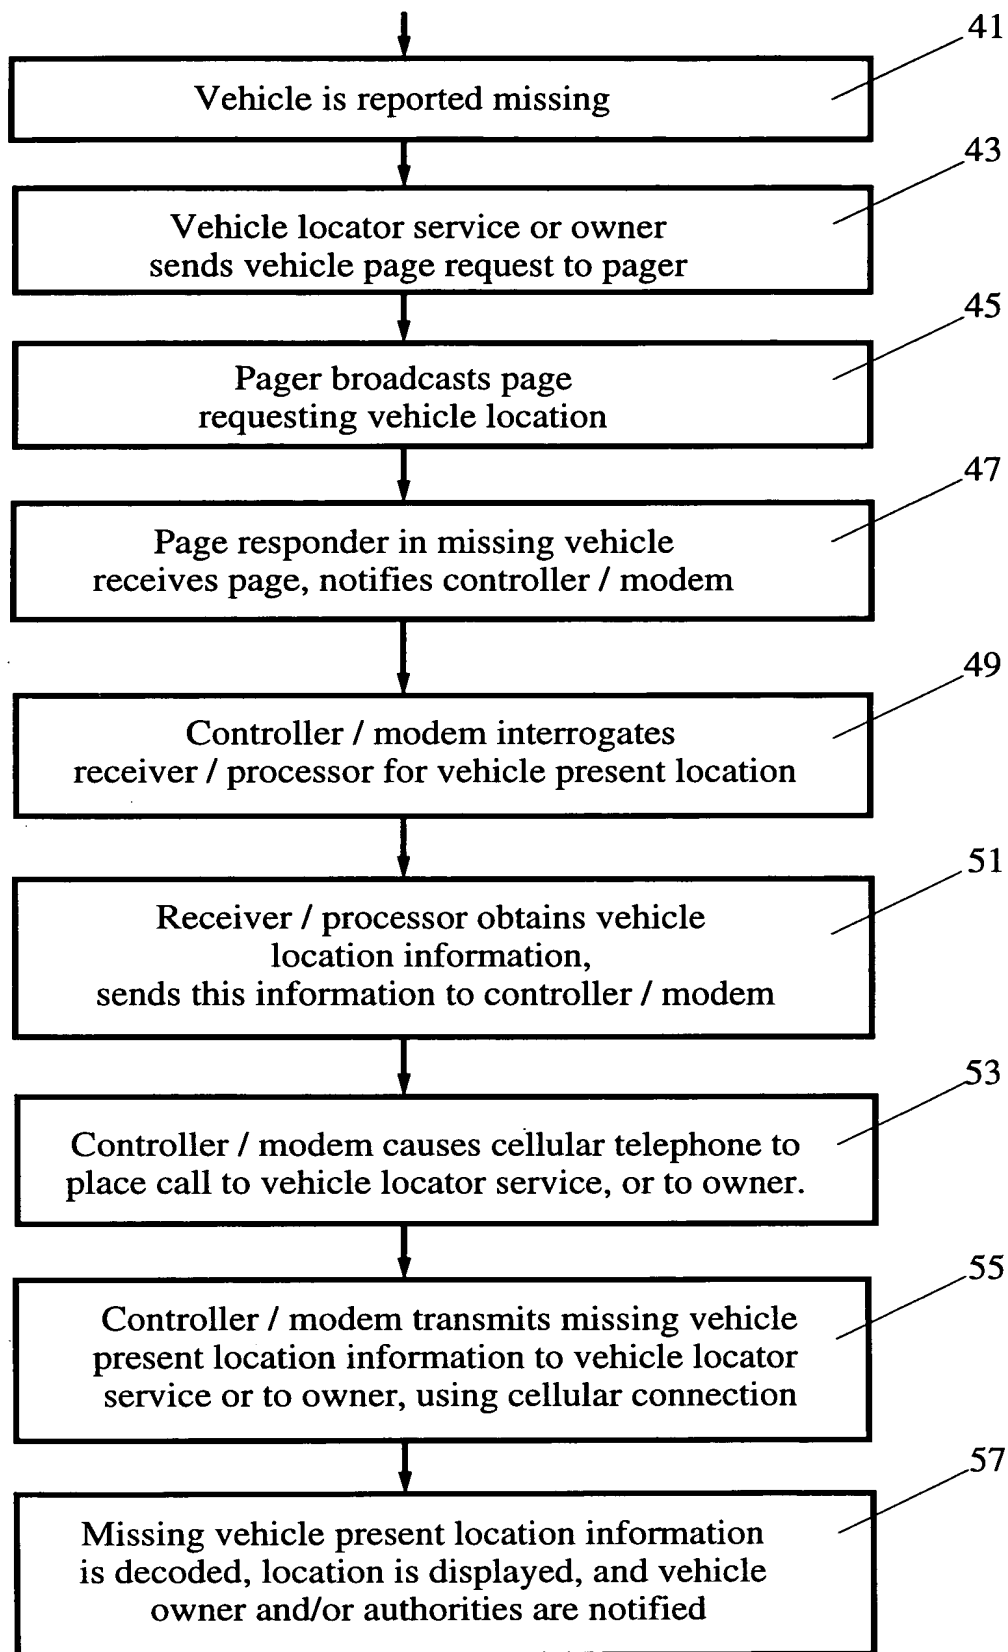 41
Vehicle is reported missing
43
Vehicle locator service or owner
sends vehicle page request to pager
45
Pager broadcasts page
requesting vehicle location
47
Page responder in missing vehicle
receives page, notifies controller / modem
49
Controller / modem interrogates
receiver / processor for vehicle present location
51
Receiver / processor obtains vehicle
location information,
sends this information to controller / modem
53
Controller / modem causes cellular telephone to
place call to vehicle locator service, or to owner.
55
Controller / modem transmits missing vehicle
present location information to vehicle locator
service or to owner, using cellular connection
57
Missing vehicle present location information
is decoded, location is displayed, and vehicle
owner and/or authorities are notified